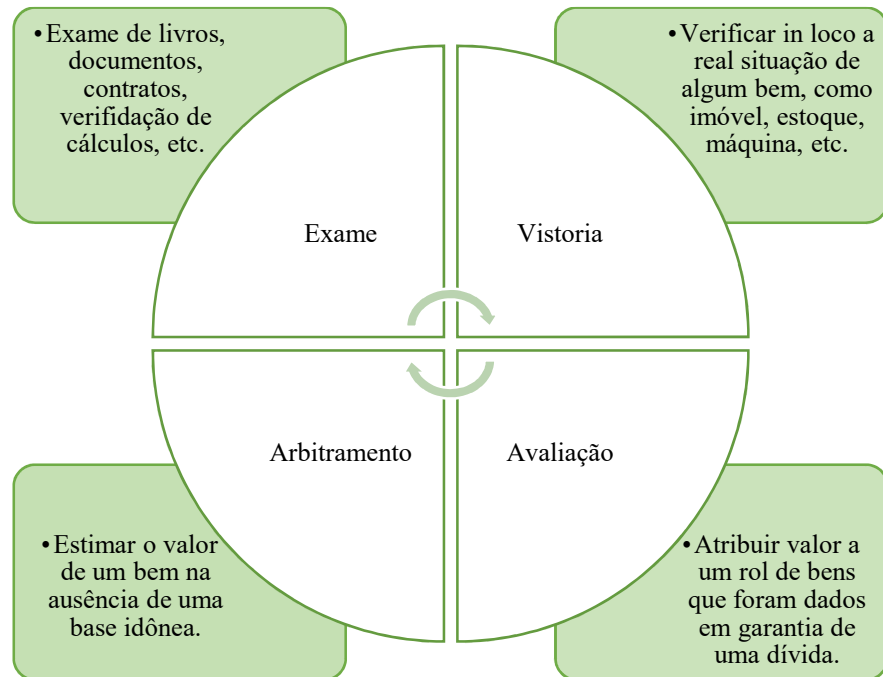 •Exame de livros,
documentos,
contratos,
verifidação de
cálculos, etc.
•Verificar in loco a
real situação de
algum bem, como
imóvel, estoque,
máquina, etc.
Exame
Vistoria
Arbitramento
Avaliação
•Estimar o valor
de um bem na
ausência de uma
base idônea.
•Atribuir valor a
um rol de bens
que foram dados
em garantia de
uma dívida.